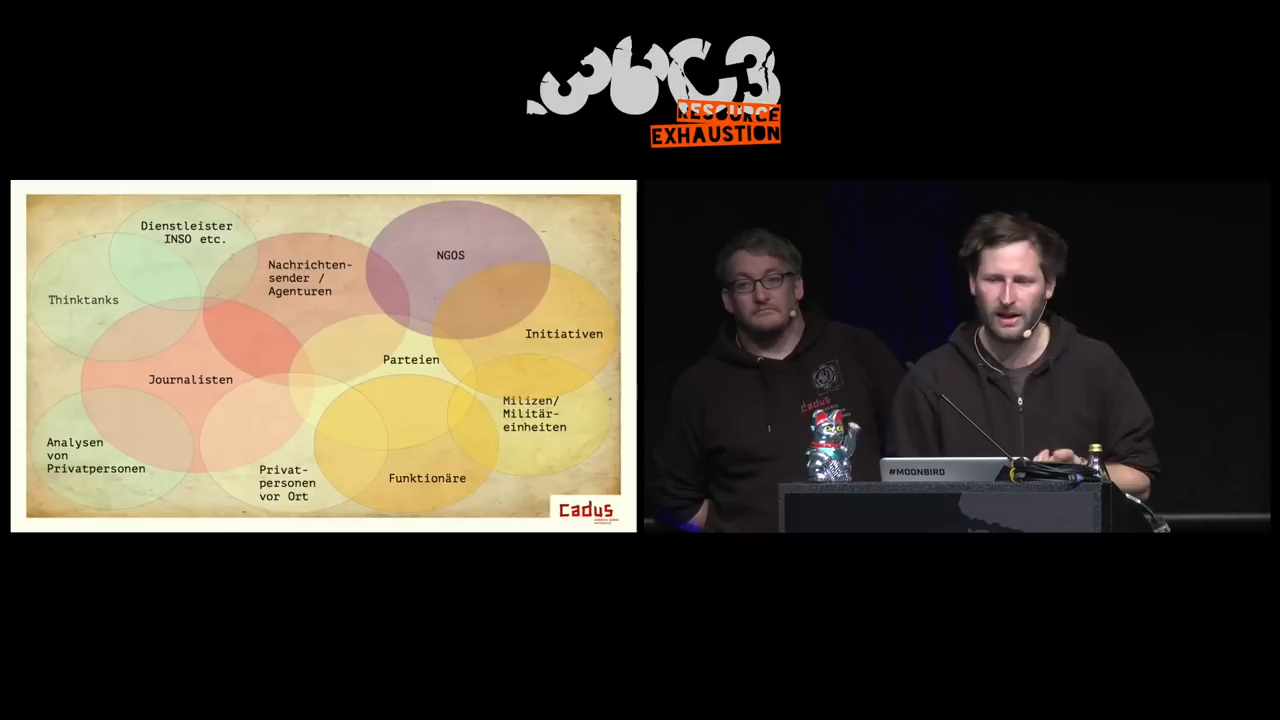 36C3
RESOURCE
EXHAUSTION
Dienstleister
INSO etc.
Nachrichten-
sender /
Agenturen
NGOS
Thinktanks
Initiativen
Parteien
Journalisten
Milizen/
Militär-
einheiten
Analysen
von
Privatpersonen
Privat-
personen
vor Ort
Funktionäre
cadus
cadus
#MOONBIRD